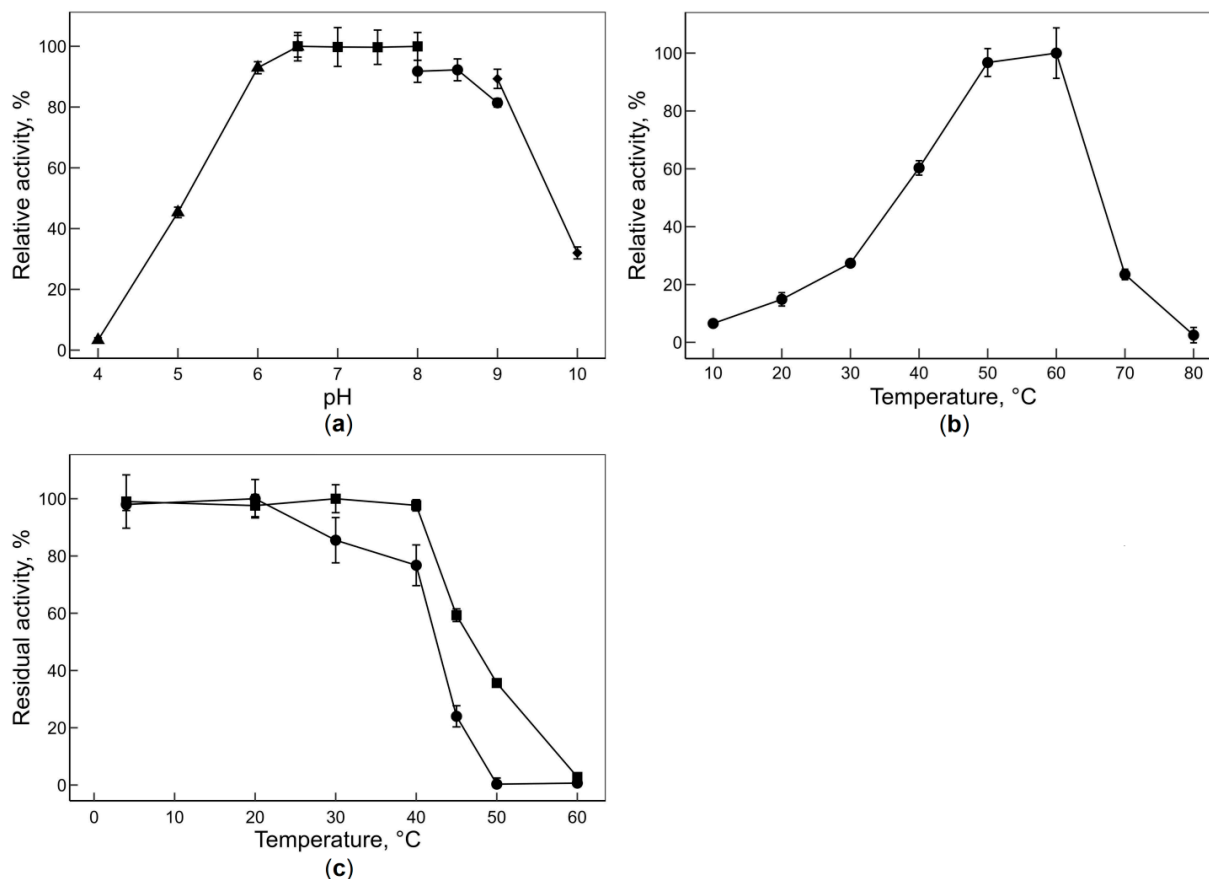 Relative activity, %
100
80
60
40
20
0
4 5 6 7 8 9 10
pH
(a)
Relative activity, %
100
80
60
40
20
0
10 20 30 40 50 60 70 80
Temperature, °C
(b)
Residual activity, %
100
80
60
40
20
0
0 10 20 30 40 50 60
Temperature, °C
(c)